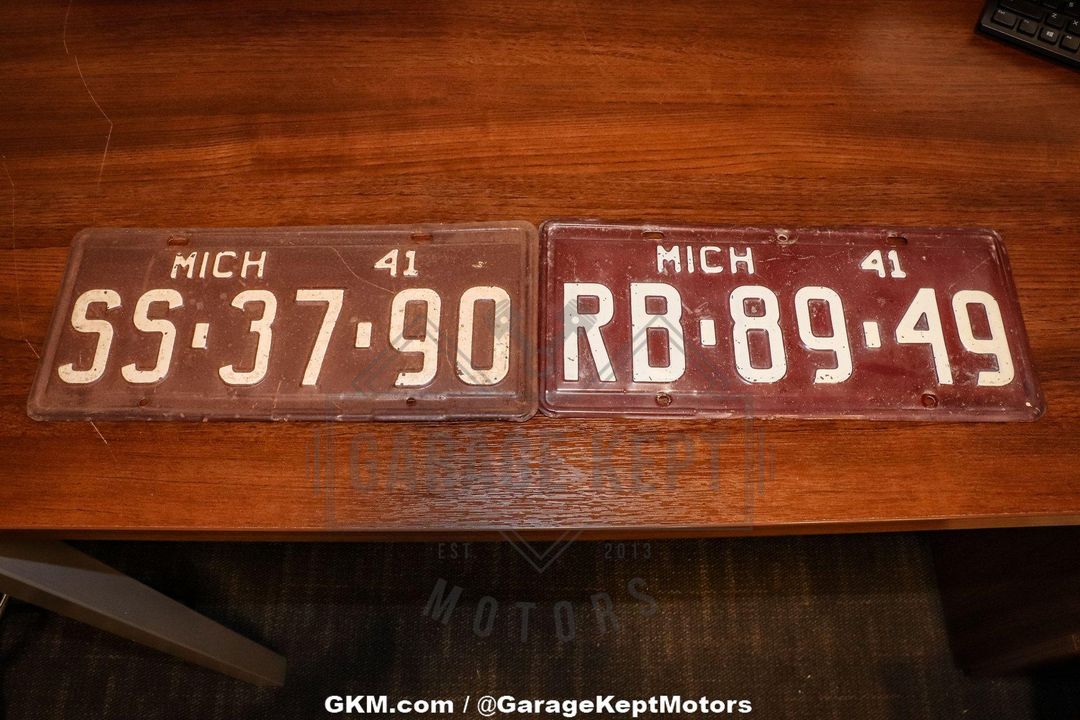 MICH 41
SS·37·90
MICH 41
RB·89·49
GARAGE KEPT
EST. 2013
MOTORS
GKM.com / @GarageKeptMotors